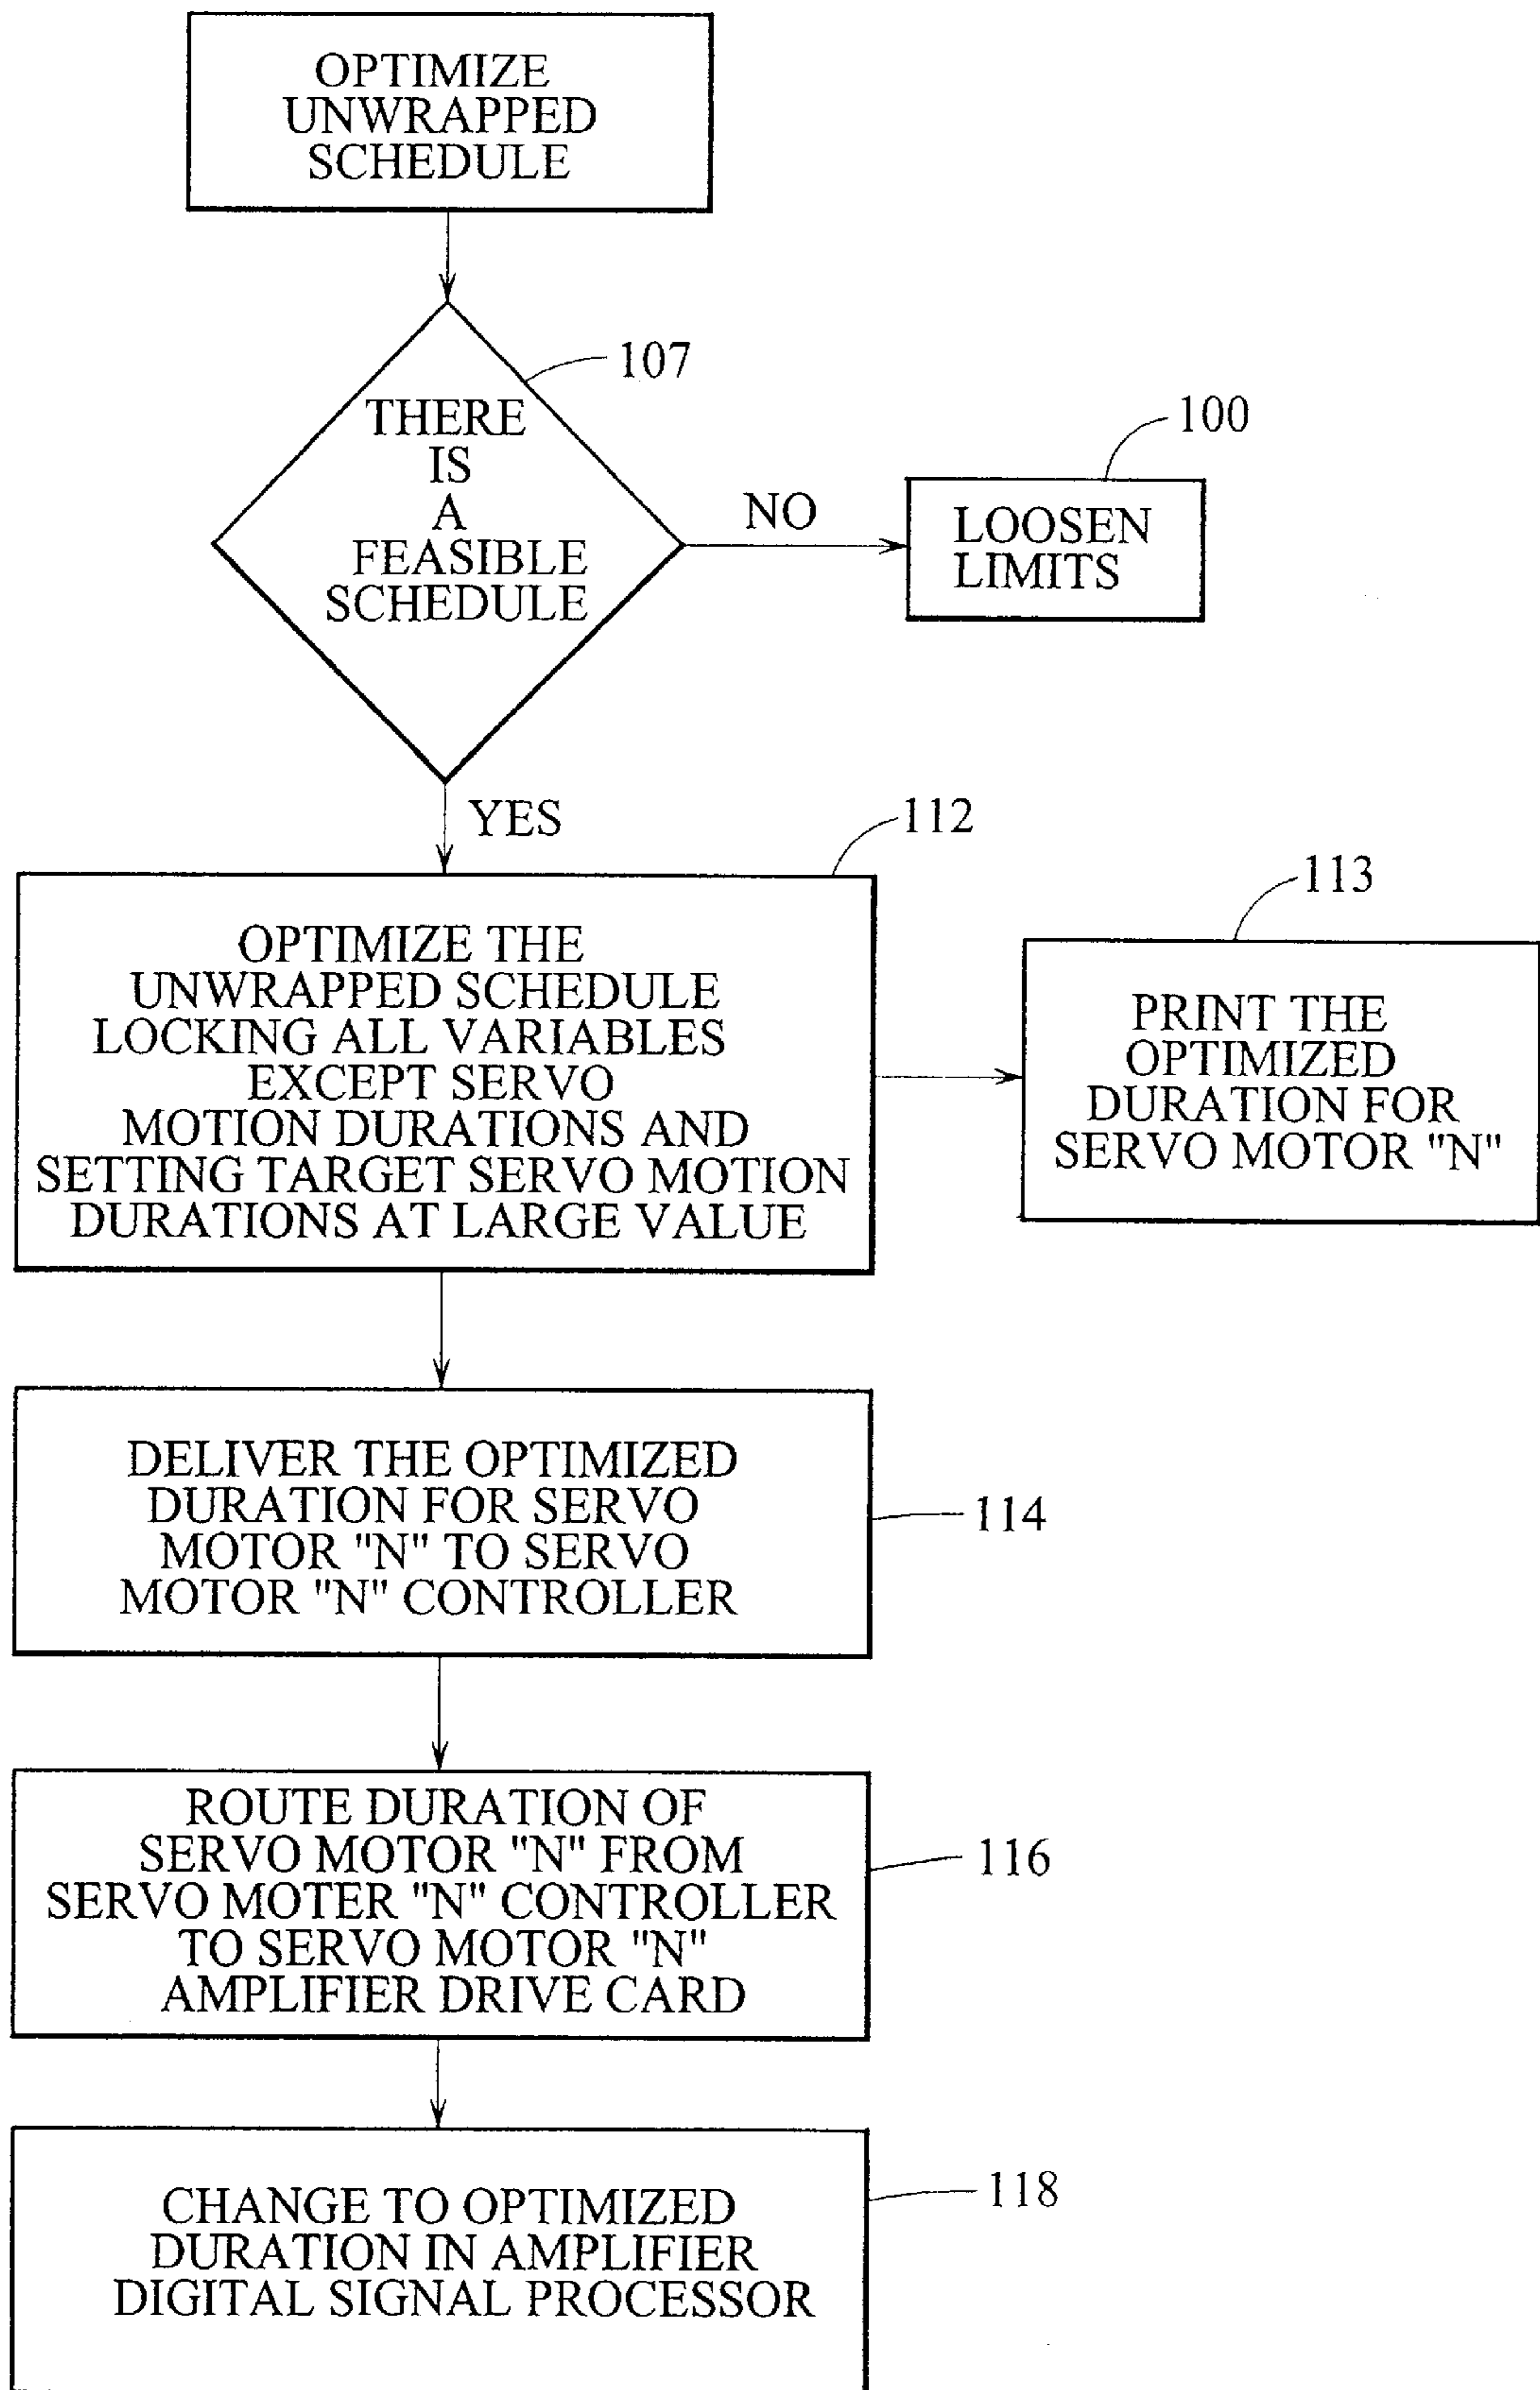 OPTIMIZE
UNWRAPPED
SCHEDULE
107
THERE
IS
A
FEASIBLE
SCHEDULE
NO
100
LOOSEN
LIMITS
YES
112
OPTIMIZE THE
UNWRAPPED SCHEDULE
LOCKING ALL VARIABLES
EXCEPT SERVO
MOTION DURATIONS AND
SETTING TARGET SERVO MOTION
DURATIONS AT LARGE VALUE
113
PRINT THE
OPTIMIZED
DURATION FOR
SERVO MOTOR "N"
DELIVER THE OPTIMIZED
DURATION FOR SERVO
MOTOR "N" TO SERVO
MOTOR "N" CONTROLLER
114
ROUTE DURATION OF
SERVO MOTOR "N" FROM
SERVO MOTER "N" CONTROLLER
TO SERVO MOTOR "N"
AMPLIFIER DRIVE CARD
116
CHANGE TO OPTIMIZED
DURATION IN AMPLIFIER
DIGITAL SIGNAL PROCESSOR
118